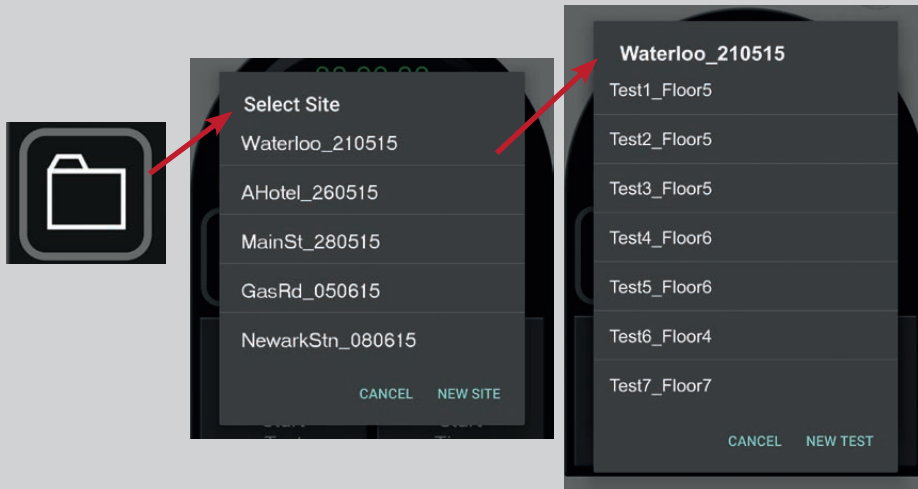 Select Site
Waterloo_210515
AHotel_260515
MainSt_280515
GasRd_050615
NewarkStn_080615
CANCEL NEW SITE
Waterloo_210515
Test1_Floor5
Test2_Floor5
Test3_Floor5
Test4_Floor6
Test5_Floor6
Test6_Floor4
Test7_Floor7
CANCEL NEW TEST